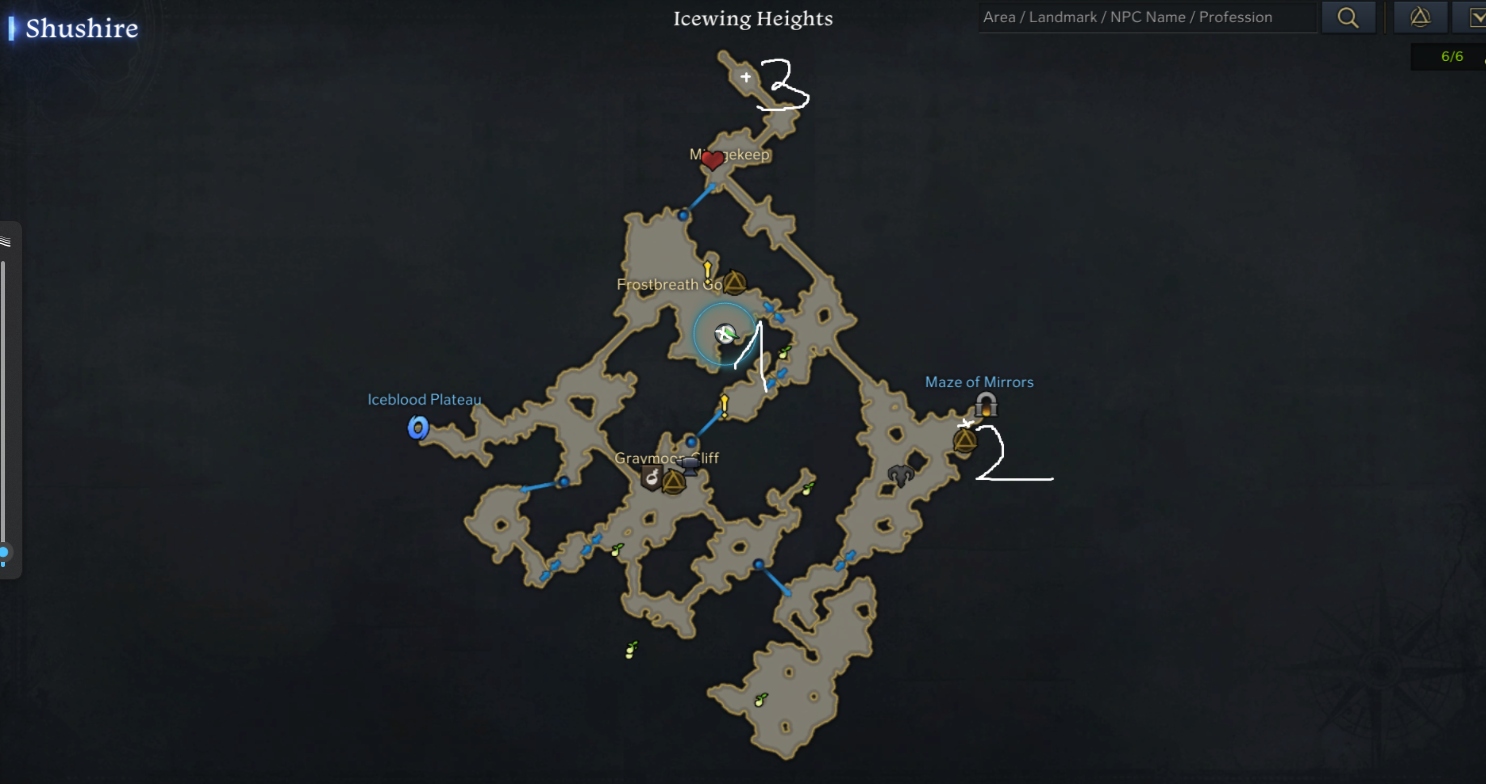 Shushire
Icewing Heights
Area / Landmark / NPC Name / Profession
6/6
3
Frostbreath
1
Maze of Mirrors
Iceblood Plateau
2
Cliff